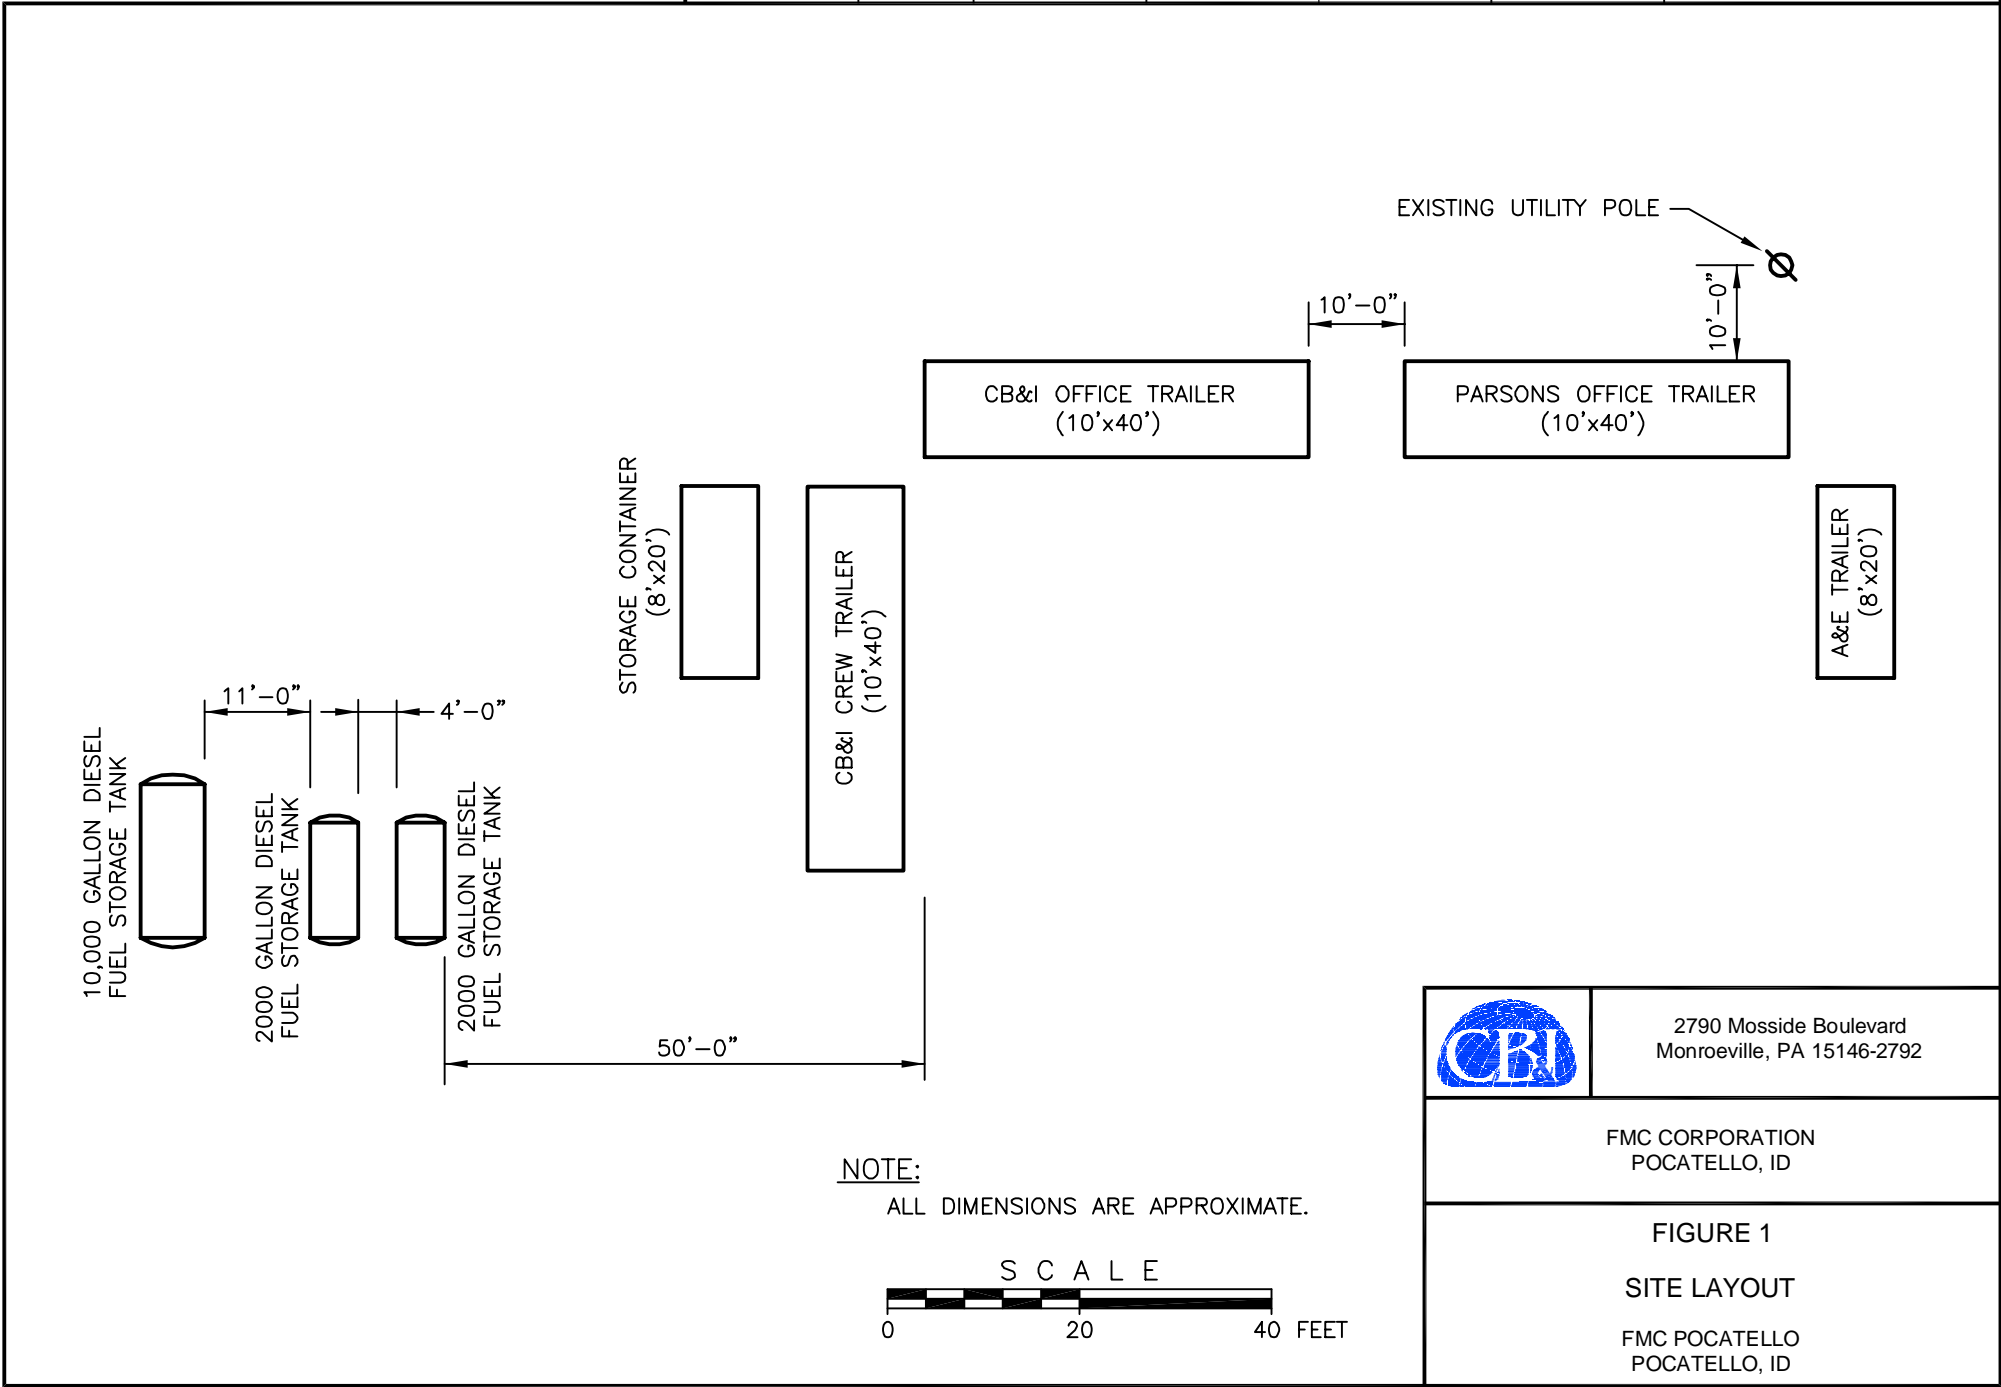 EXISTING UTILITY POLE
10'-0"
10'-0"
CB&I OFFICE TRAILER
(10'x40')
PARSONS OFFICE TRAILER
(10'x40')
STORAGE CONTAINER
(8'x20')
CB&I CREW TRAILER
(10'x40')
A&E TRAILER
(8'x20')
11'-0"
4'-0"
10,000 GALLON DIESEL
FUEL STORAGE TANK
2000 GALLON DIESEL
FUEL STORAGE TANK
2000 GALLON DIESEL
FUEL STORAGE TANK
50'-0"
NOTE:
ALL DIMENSIONS ARE APPROXIMATE.
SCALE
0 20 40 FEET
CB&I
2790 Mosside Boulevard
Monroeville, PA 15146-2792
FMC CORPORATION
POCATELLO, ID
FIGURE 1
SITE LAYOUT
FMC POCATELLO
POCATELLO, ID